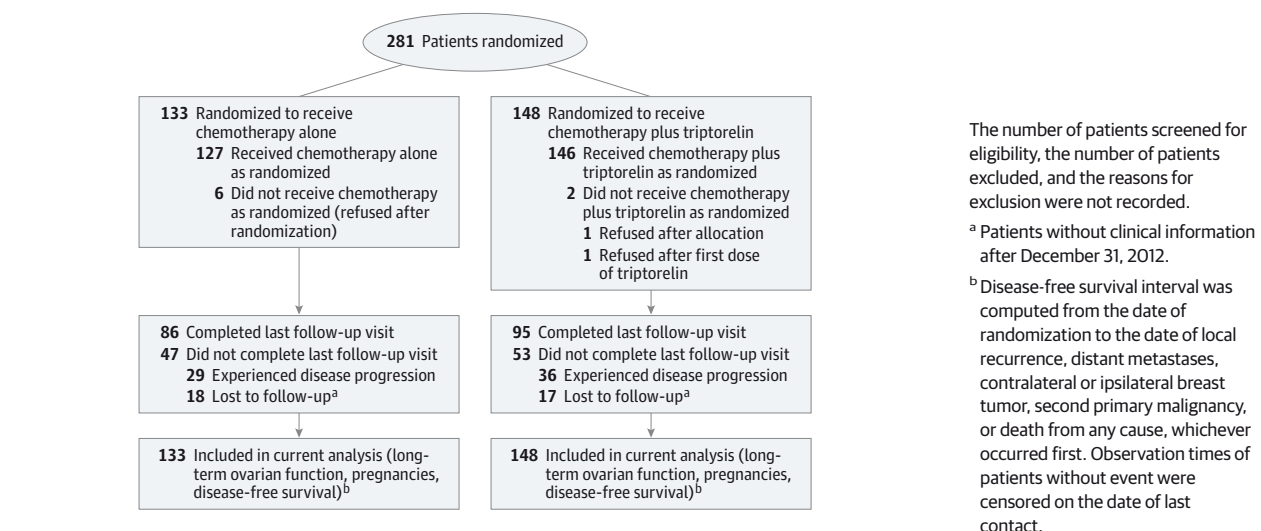 281 Patients randomized
133 Randomized to receive
chemotherapy alone
127 Received chemotherapy alone
as randomized
6 Did not receive chemotherapy
as randomized (refused after
randomization)
148 Randomized to receive
chemotherapy plus triptorelin
146 Received chemotherapy plus
triptorelin as randomized
2 Did not receive chemotherapy
plus triptorelin as randomized
1 Refused after allocation
1 Refused after first dose
of triptorelin
86 Completed last follow-up visit
47 Did not complete last follow-up visit
29 Experienced disease progression
18 Lost to follow-upᵃ
95 Completed last follow-up visit
53 Did not complete last follow-up visit
36 Experienced disease progression
17 Lost to follow-upᵃ
133 Included in current analysis (long-
term ovarian function, pregnancies,
disease-free survival)ᵇ
148 Included in current analysis (long-
term ovarian function, pregnancies,
disease-free survival)ᵇ
The number of patients screened for
eligibility, the number of patients
excluded, and the reasons for
exclusion were not recorded.
ᵃ Patients without clinical information
after December 31, 2012.
ᵇ Disease-free survival interval was
computed from the date of
randomization to the date of local
recurrence, distant metastases,
contralateral or ipsilateral breast
tumor, second primary malignancy,
or death from any cause, whichever
occurred first. Observation times of
patients without event were
censored on the date of last
contact.